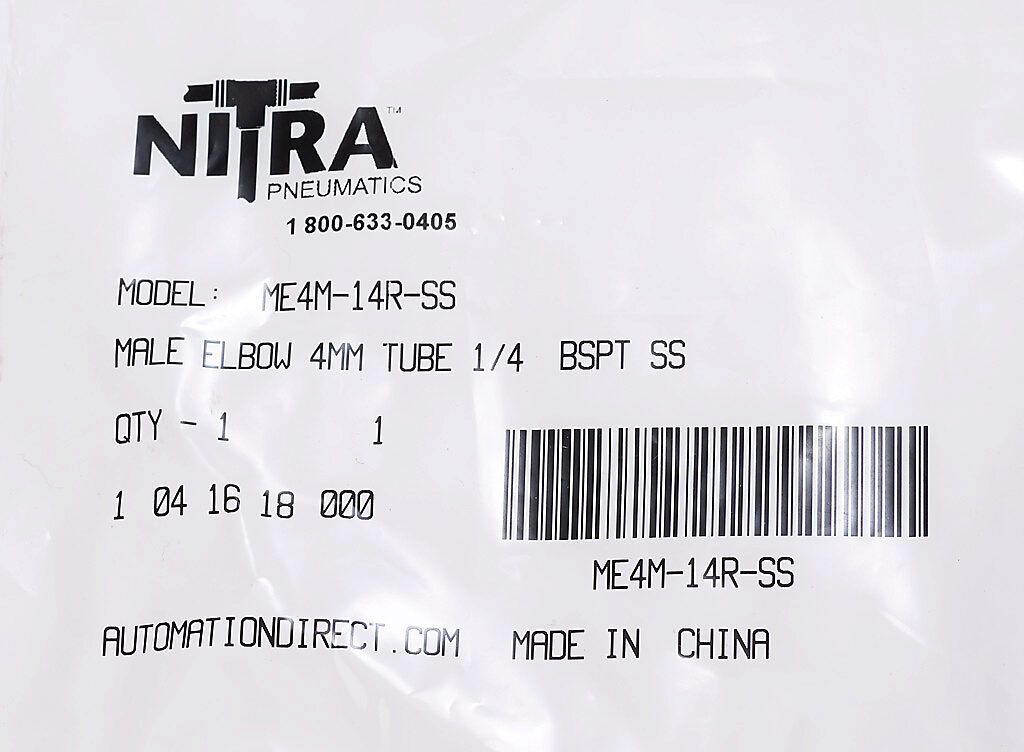 NITRA™
PNEUMATICS
1 800-633-0405
MODEL: ME4M-14R-SS
MALE ELBOW 4MM TUBE 1/4 BSPT SS
QTY - 1 1
1 04 16 18 000
ME4M-14R-SS
AUTOMATIONDIRECT.COM MADE IN CHINA